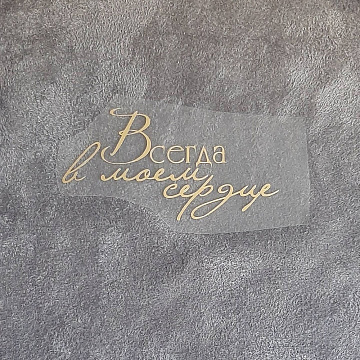 Всегда
в моем
сердце